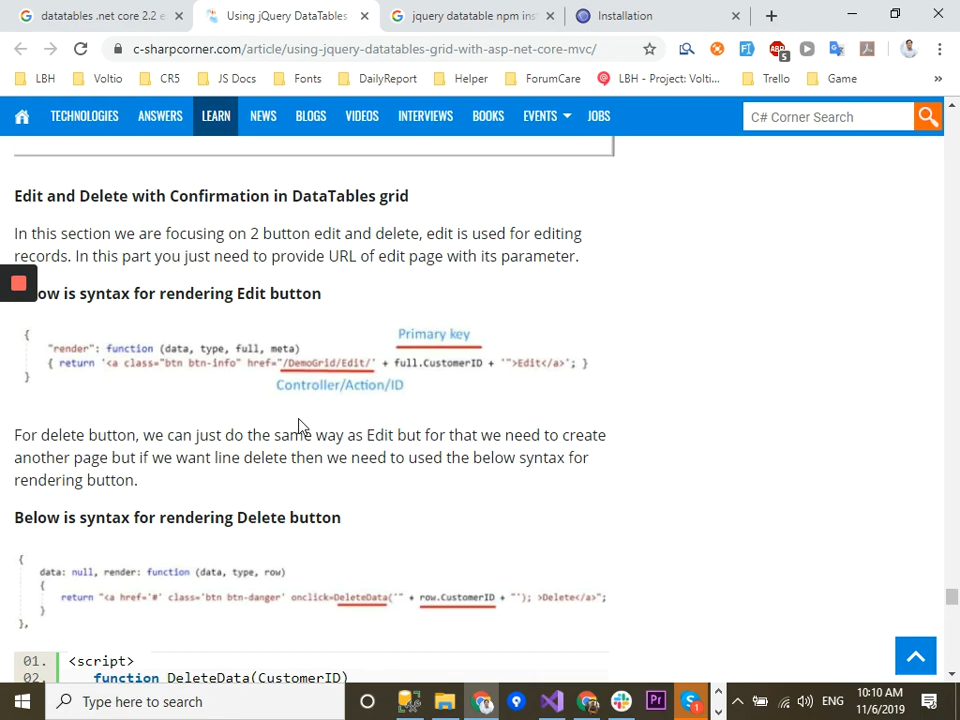 datatables .net core 2.2 e
Using jQuery DataTables
jquery datatable npm ins
Installation
c-sharpcorner.com/article/using-jquery-datatables-grid-with-asp-net-core-mvc/
5
LBH
Voltio
CR5
JS Docs
Fonts
DailyReport
Helper
ForumCare
LBH - Project: Volti...
Trello
Game
»
TECHNOLOGIES
ANSWERS
LEARN
NEWS
BLOGS
VIDEOS
INTERVIEWS
BOOKS
EVENTS
JOBS
C# Corner Search
Edit and Delete with Confirmation in DataTables grid
In this section we are focusing on 2 button edit and delete, edit is used for editing
records. In this part you just need to provide URL of edit page with its parameter.
ow is syntax for rendering Edit button
{
Primary key
"render": function (data, type, full, meta)
{ return '<a class="btn btn-info" href="/DemoGrid/Edit/' + full.CustomerID + '">Edit</a>'; }
}
Controller/Action/ID
For delete button, we can just do the same way as Edit but for that we need to create
another page but if we want line delete then we need to used the below syntax for
rendering button.
Below is syntax for rendering Delete button
{
data: null, render: function (data, type, row)
{
return "<a href='#' class='btn btn-danger' onclick=DeleteData('" + row.CustomerID + "'); >Delete</a>";
}
},
01. <script>
02. function DeleteData(CustomerID)
Type here to search
Pr
1
ENG
10:10 AM
11/6/2019